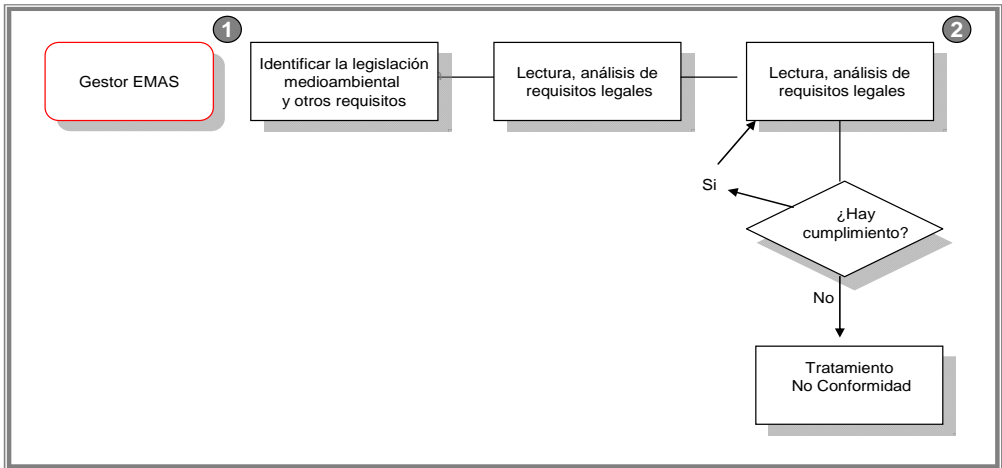 1
2
Gestor EMAS
Identificar la legislación
medioambiental
y otros requisitos
Lectura, análisis de
requisitos legales
Lectura, análisis de
requisitos legales
Si
¿Hay
cumplimiento?
No
Tratamiento
No Conformidad